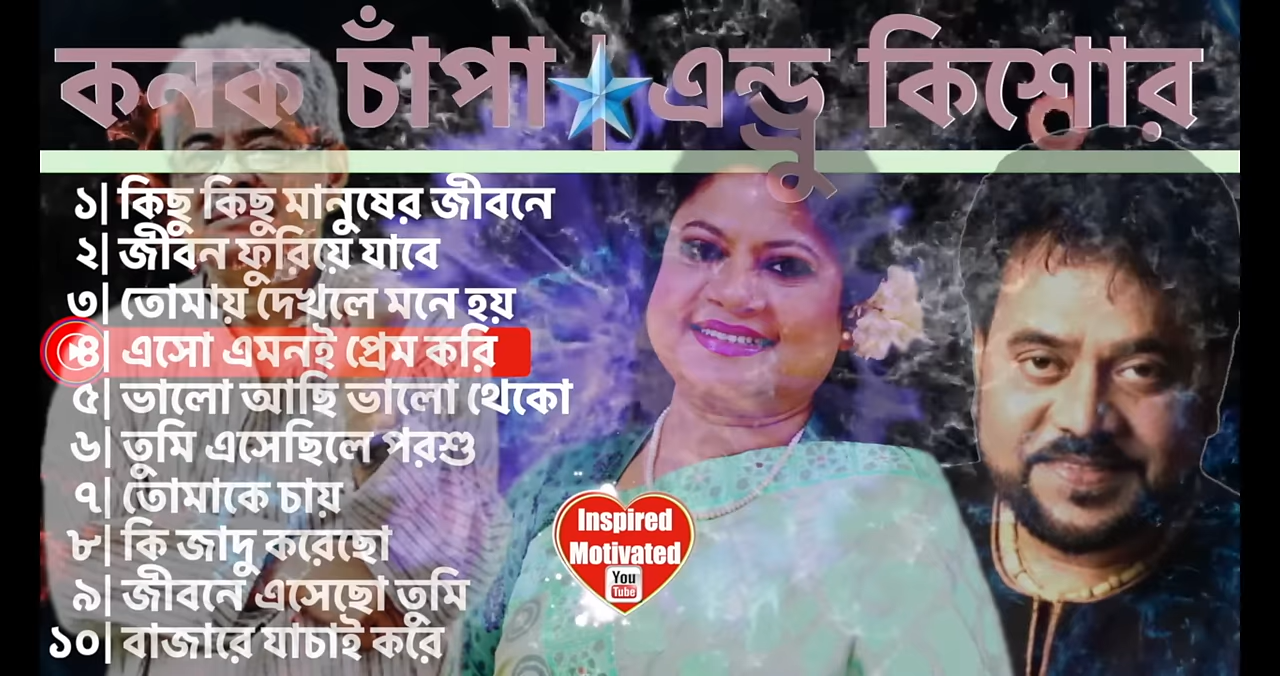 কনক চাঁপা | এন্ড্রু কিশোর
১| কিছু কিছু মানুষের জীবনে
২| জীবন ফুরিয়ে যাবে
৩| তোমায় দেখলে মনে হয়
৪| এসো এমনই প্রেম করি
৫| ভালো আছি ভালো থেকো
৬| তুমি এসেছিলে পরশু
৭| তোমাকে চায়
৮| কি জাদু করেছো
৯| জীবনে এসেছো তুমি
১০| বাজারে যাচাই করে
Inspired
Motivated
You
Tube